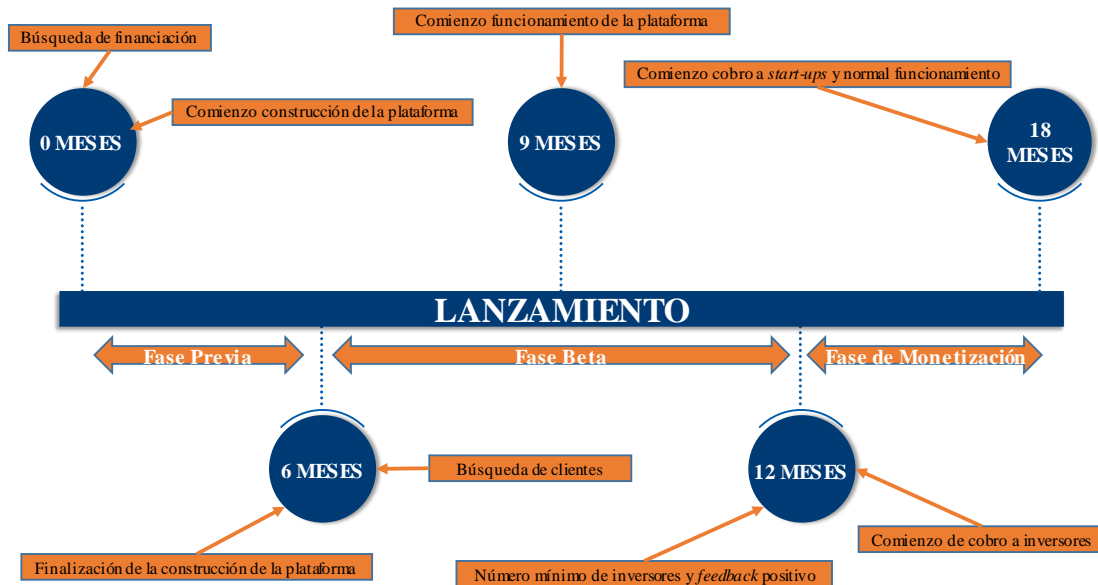 Comienzo funcionamiento de la plataforma
Búsqueda de financiación
Comienzo cobro a start-ups y normal funcionamiento
Comienzo construcción de la plataforma
0 MESES
9 MESES
18
MESES
LANZAMIENTO
Fase Previa
Fase Beta
Fase de Monetización
6 MESES
Búsqueda de clientes
12 MESES
Comienzo de cobro a inversores
Finalización de la construcción de la plataforma
Número mínimo de inversores y feedback positivo